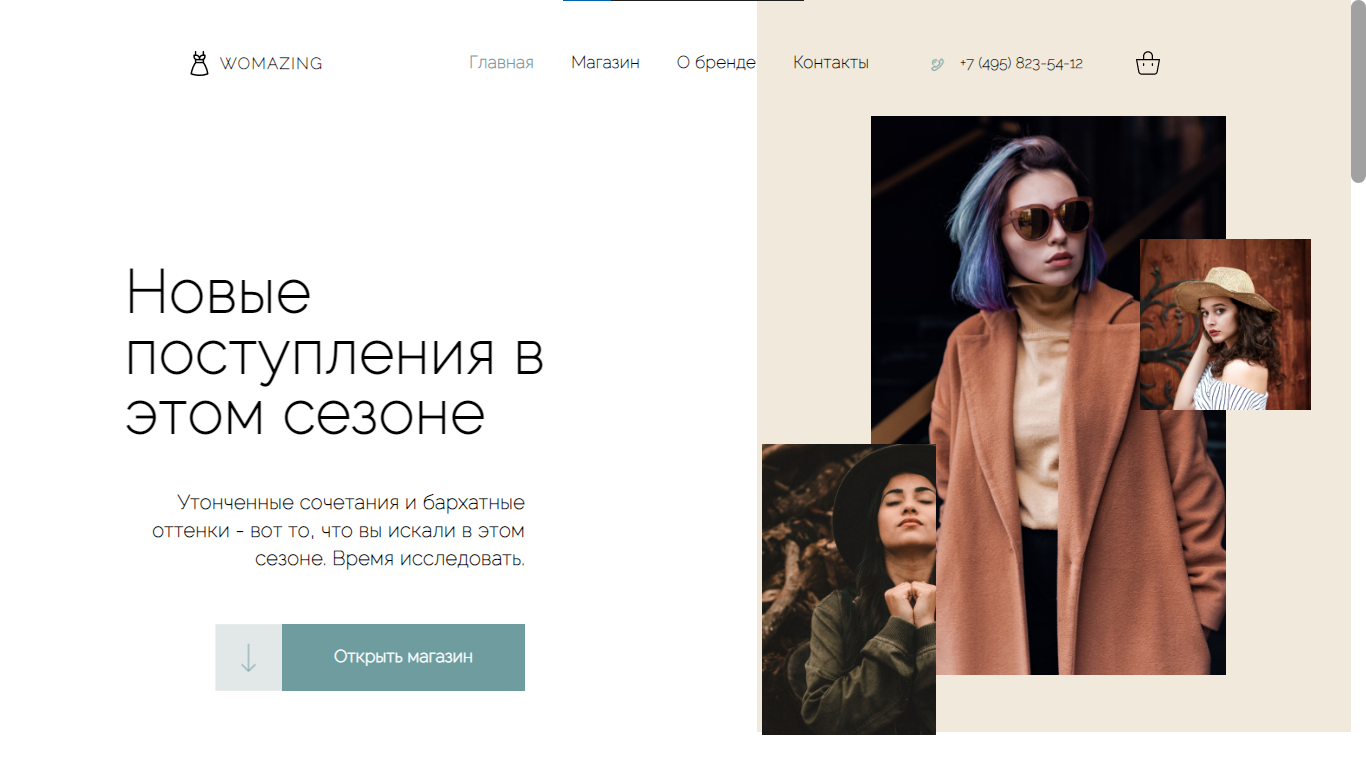 WOMAZING
Главная
Магазин
О бренде
Контакты
+7 (495) 823-54-12
Новые
поступления в
этом сезоне
Утонченные сочетания и бархатные
оттенки - вот то, что вы искали в этом
сезоне. Время исследовать.
Открыть магазин